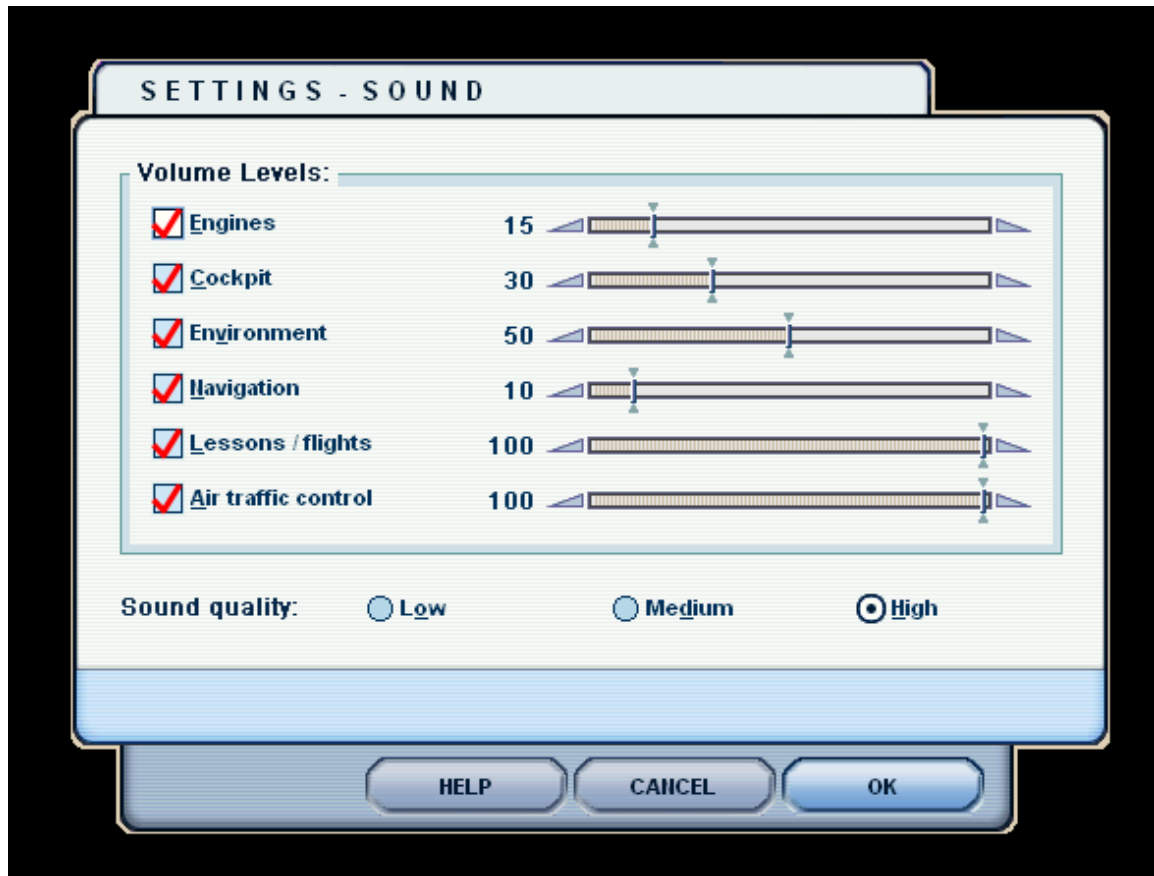 SETTINGS - SOUND
Volume Levels:
Engines 15
Cockpit 30
Environment 50
Navigation 10
Lessons / flights 100
Air traffic control 100
Sound quality: Low Medium High
HELP CANCEL OK